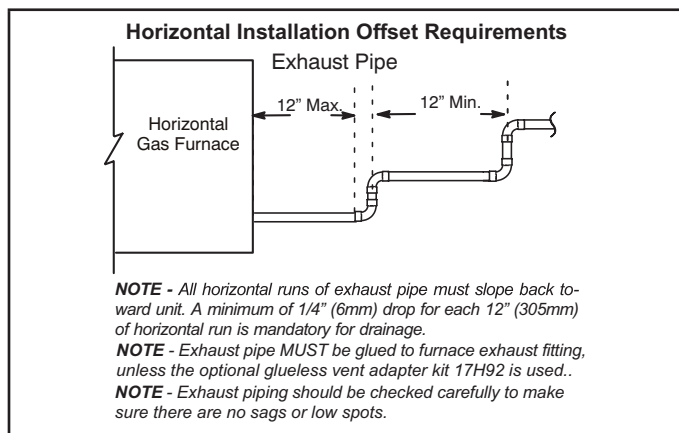 Horizontal Installation Offset Requirements
Exhaust Pipe
12” Max.
12” Min.
Horizontal
Gas Furnace
NOTE - All horizontal runs of exhaust pipe must slope back to-
ward unit. A minimum of 1/4” (6mm) drop for each 12” (305mm)
of horizontal run is mandatory for drainage.
NOTE - Exhaust pipe MUST be glued to furnace exhaust fitting,
unless the optional glueless vent adapter kit 17H92 is used..
NOTE - Exhaust piping should be checked carefully to make
sure there are no sags or low spots.